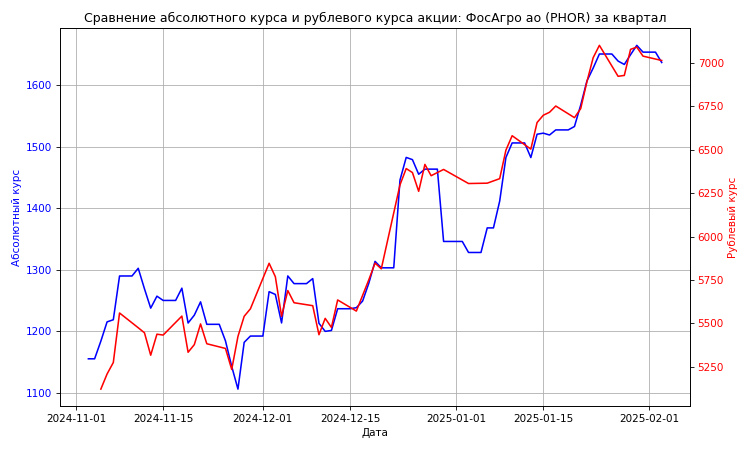 Сравнение абсолютного курса и рублевого курса акции: ФосАгро ао (PHOR) за квартал
Абсолютный курс
1600
1500
1400
1300
1200
1100
7000
6750
6500
6250
6000
5750
5500
5250
Рублевый курс
2024-11-01 2024-11-15 2024-12-01 2024-12-15 2025-01-01 2025-01-15 2025-02-01
Дата